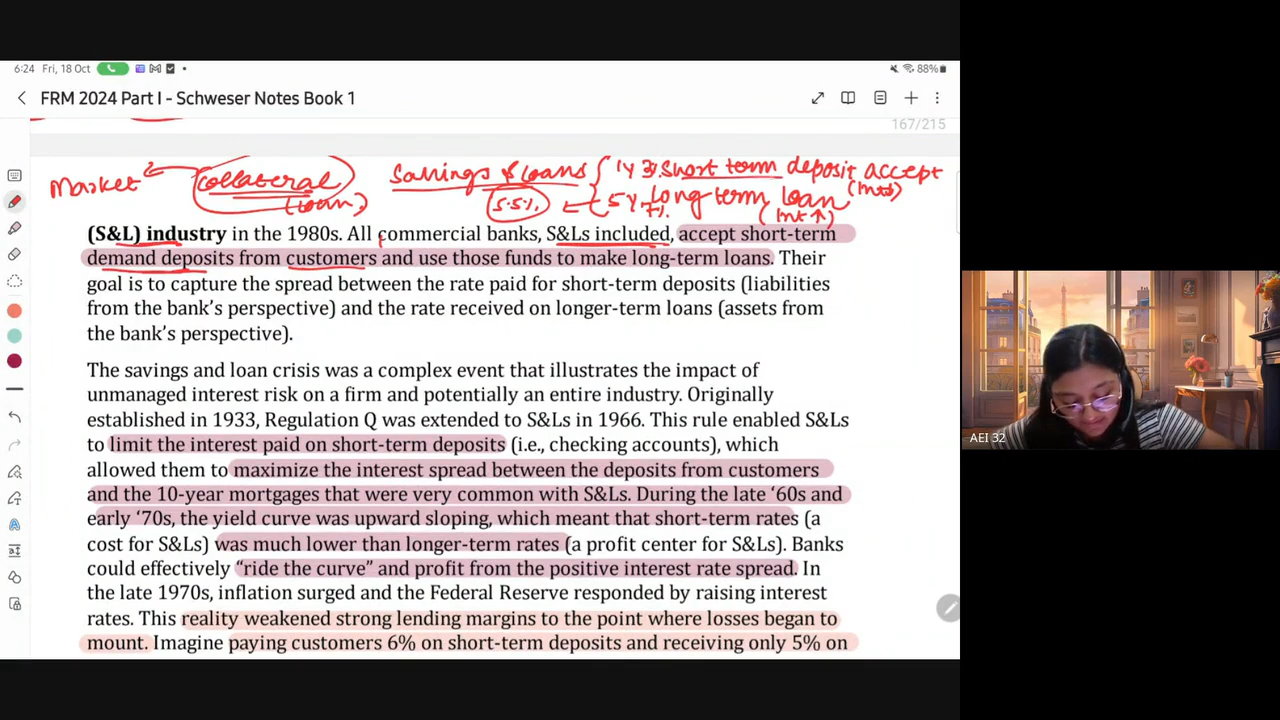 6:24 Fri, 18 Oct 88%
FRM 2024 Part I - Schweser Notes Book 1
167/215
Market collateral (loan) Savings & loans short term deposit accept
5.5% 5% 7% long term loan (Int↑)
(S&L) industry in the 1980s. All commercial banks, S&Ls included, accept short-term
demand deposits from customers and use those funds to make long-term loans. Their
goal is to capture the spread between the rate paid for short-term deposits (liabilities
from the bank's perspective) and the rate received on longer-term loans (assets from
the bank's perspective).
The savings and loan crisis was a complex event that illustrates the impact of
unmanaged interest risk on a firm and potentially an entire industry. Originally
established in 1933, Regulation Q was extended to S&Ls in 1966. This rule enabled S&Ls
to limit the interest paid on short-term deposits (i.e., checking accounts), which
allowed them to maximize the interest spread between the deposits from customers
and the 10-year mortgages that were very common with S&Ls. During the late '60s and
early '70s, the yield curve was upward sloping, which meant that short-term rates (a
cost for S&Ls) was much lower than longer-term rates (a profit center for S&Ls). Banks
could effectively "ride the curve" and profit from the positive interest rate spread. In
the late 1970s, inflation surged and the Federal Reserve responded by raising interest
rates. This reality weakened strong lending margins to the point where losses began to
mount. Imagine paying customers 6% on short-term deposits and receiving only 5% on
AEI 32